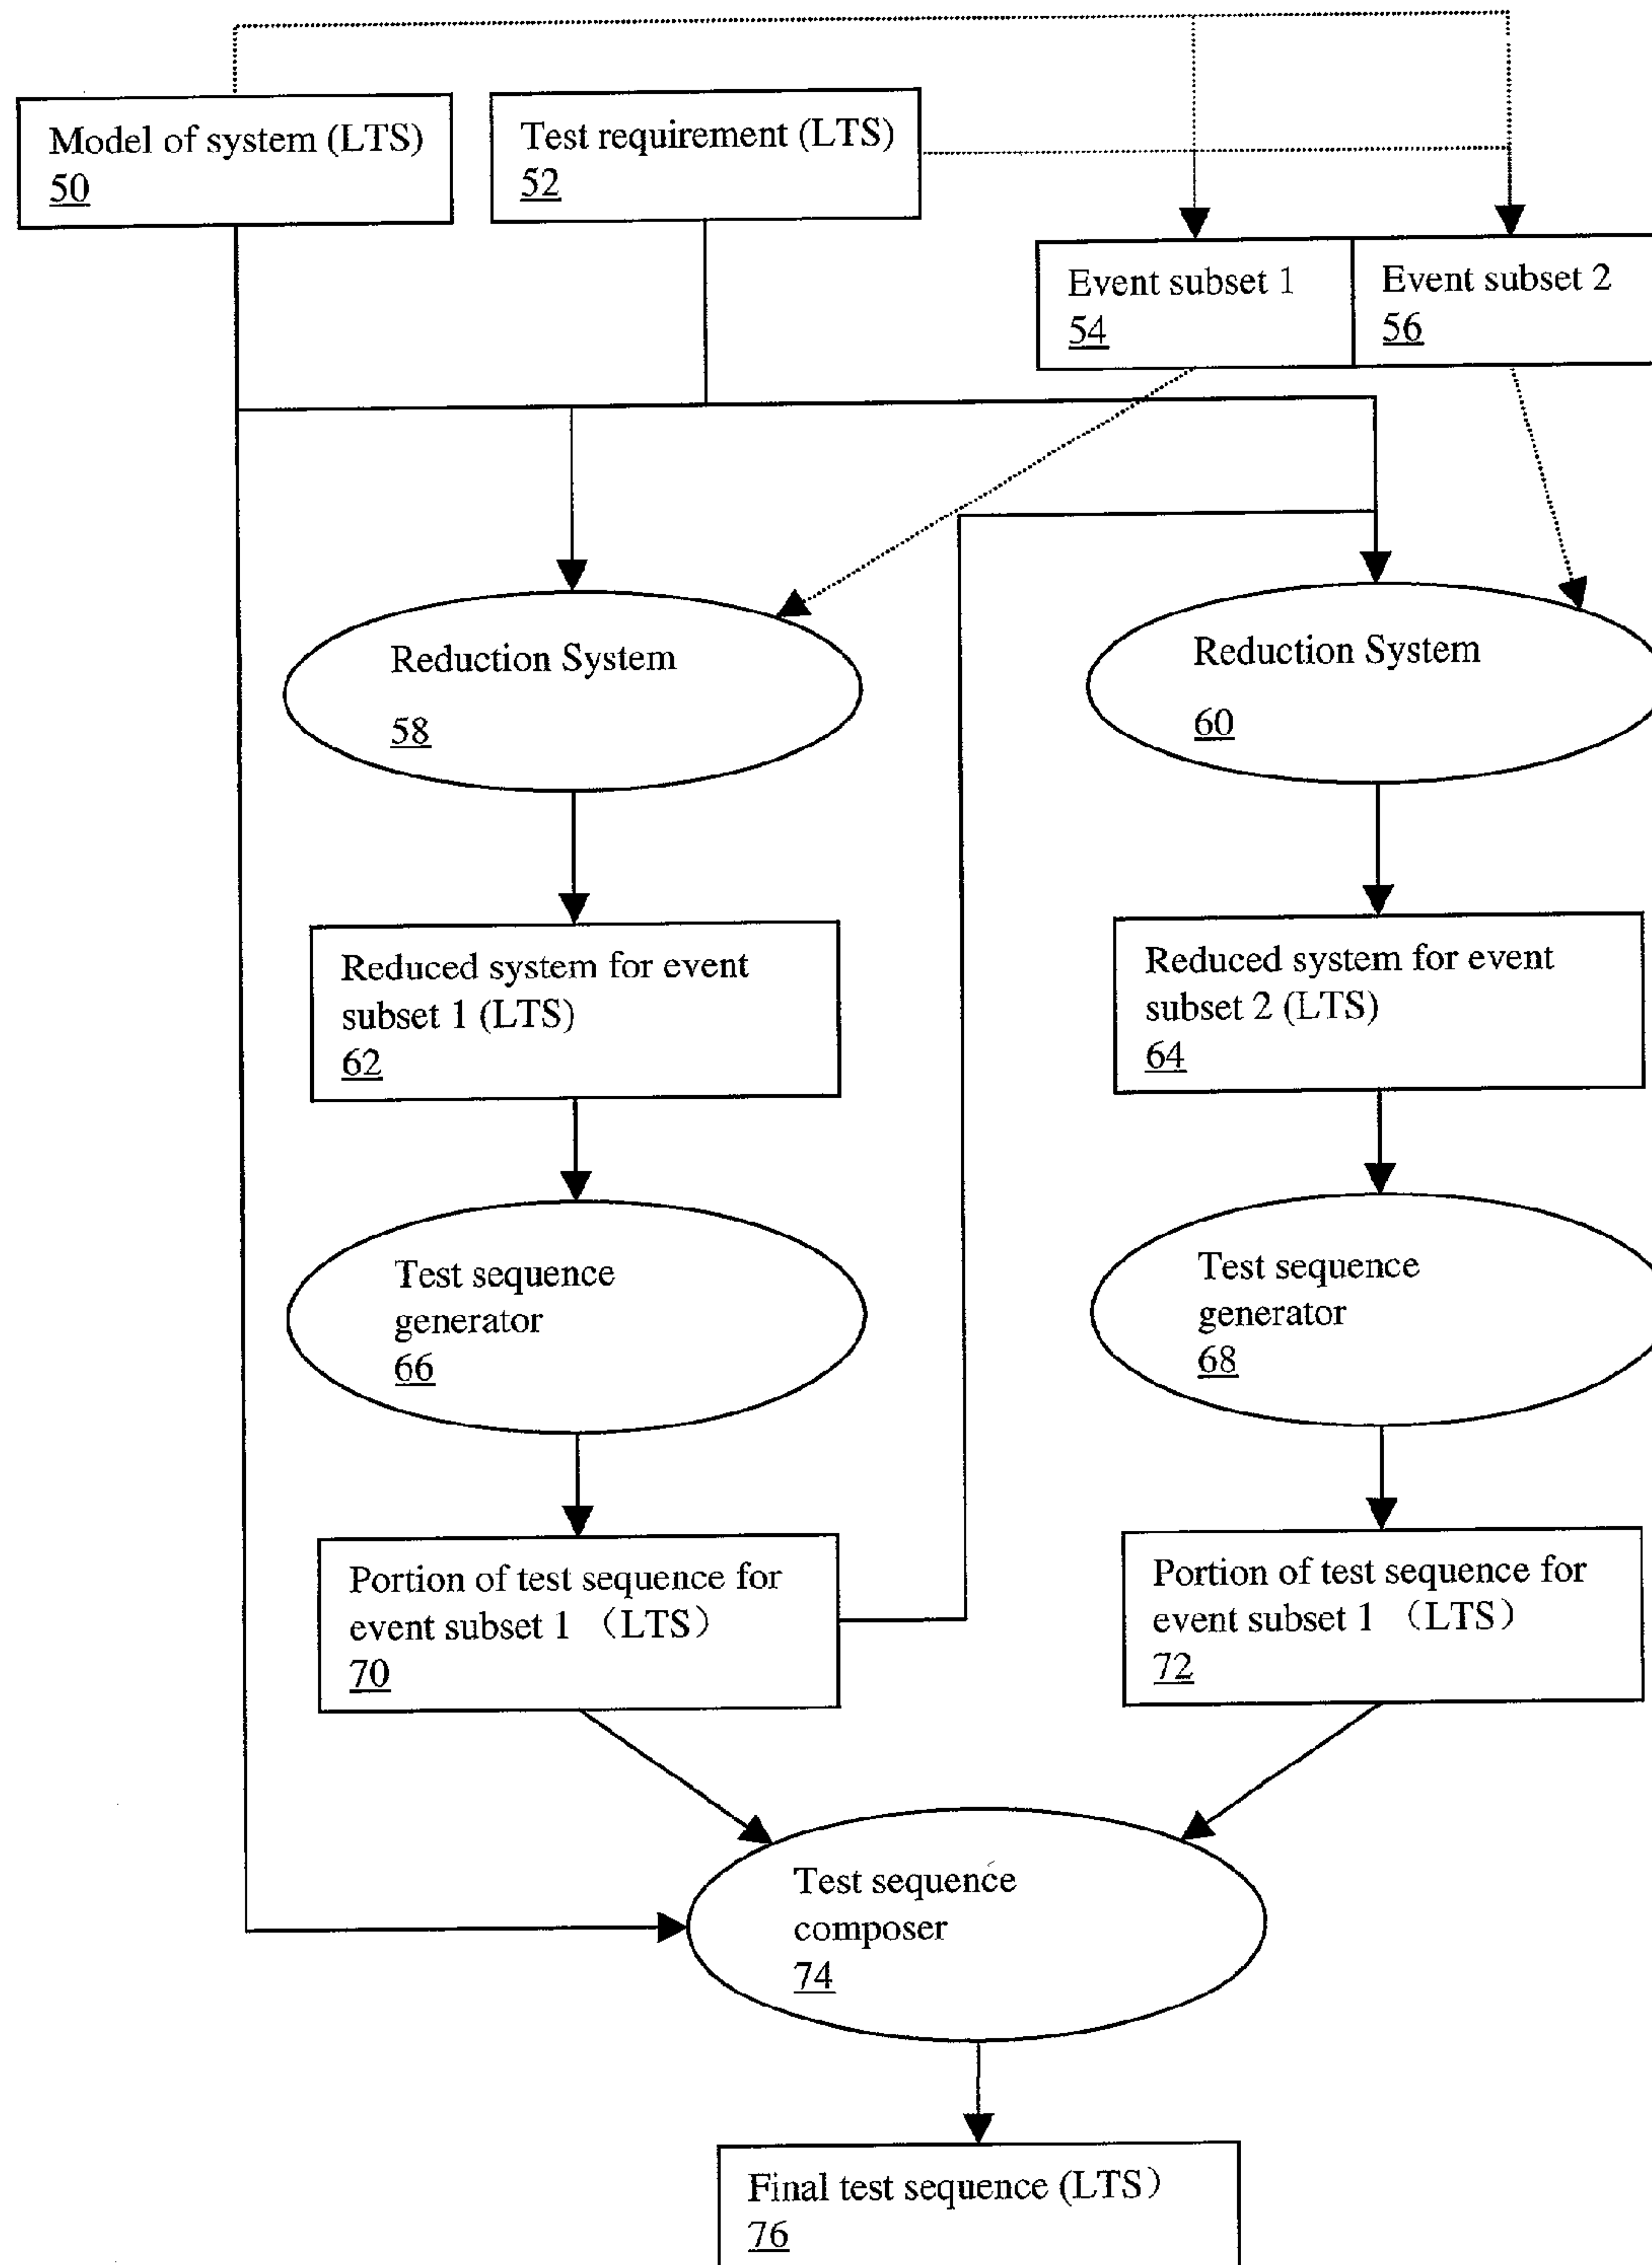 Model of system (LTS)
50
Test requirement (LTS)
52
Event subset 1
54
Event subset 2
56
Reduction System
58
Reduction System
60
Reduced system for event
subset 1 (LTS)
62
Reduced system for event
subset 2 (LTS)
64
Test sequence
generator
66
Test sequence
generator
68
Portion of test sequence for
event subset 1 （LTS）
70
Portion of test sequence for
event subset 1 （LTS）
72
Test sequence
composer
74
Final test sequence (LTS）
76